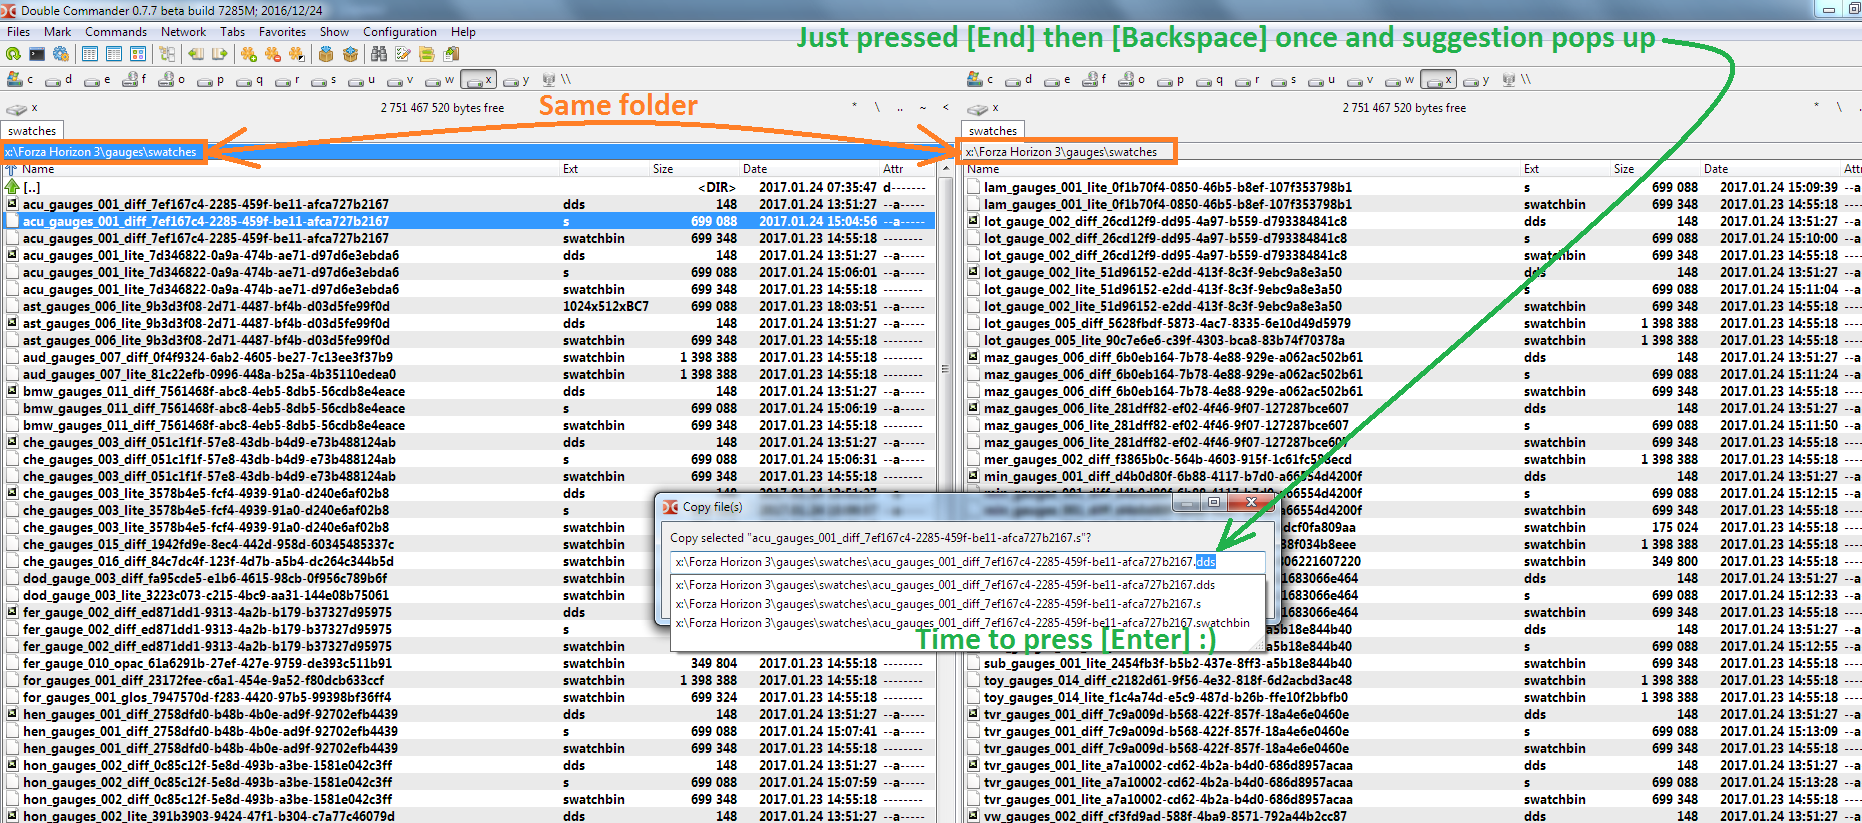 Double Commander 0.7.7 beta build 7285M; 2016/12/24
Files Mark Commands Network Tabs Favorites Show Configuration Help
Just pressed [End] then [Backspace] once and suggestion pops up
c d e f o p q r s u v w x y \\
c d e f o p q r s u v w x y \\
x 2 751 467 520 bytes free * \ .. ~ <
x 2 751 467 520 bytes free * \
Same folder
swatches
swatches
x:\Forza Horizon 3\gauges\swatches
x:\Forza Horizon 3\gauges\swatches
Name Ext Size Date Attr
[..] <DIR> 2017.01.24 07:35:47 d-------
acu_gauges_001_diff_7ef167c4-2285-459f-be11-afca727b2167 dds 148 2017.01.24 13:51:27 --a-----
acu_gauges_001_diff_7ef167c4-2285-459f-be11-afca727b2167 s 699 088 2017.01.24 15:04:56 --a-----
acu_gauges_001_diff_7ef167c4-2285-459f-be11-afca727b2167 swatchbin 699 348 2017.01.23 14:55:18 --------
acu_gauges_001_lite_7d346822-0a9a-474b-ae71-d97d6e3ebda6 dds 148 2017.01.24 13:51:27 --a-----
acu_gauges_001_lite_7d346822-0a9a-474b-ae71-d97d6e3ebda6 s 699 088 2017.01.24 15:06:01 --a-----
acu_gauges_001_lite_7d346822-0a9a-474b-ae71-d97d6e3ebda6 swatchbin 699 348 2017.01.23 14:55:18 --------
ast_gauges_006_lite_9b3d3f08-2d71-4487-bf4b-d03d5fe99f0d 1024x512xBC7 699 088 2017.01.23 18:03:51 --a-----
ast_gauges_006_lite_9b3d3f08-2d71-4487-bf4b-d03d5fe99f0d dds 148 2017.01.24 13:51:27 --a-----
ast_gauges_006_lite_9b3d3f08-2d71-4487-bf4b-d03d5fe99f0d swatchbin 699 348 2017.01.23 14:55:18 --------
aud_gauges_007_diff_0f4f9324-6ab2-4605-be27-7c13ee3f37b9 swatchbin 1 398 388 2017.01.23 14:55:18 --------
aud_gauges_007_lite_81c22efb-0996-448a-b25a-4b35110edea0 swatchbin 1 398 388 2017.01.23 14:55:18 --------
bmw_gauges_011_diff_7561468f-abc8-4eb5-8db5-56cdb8e4eace dds 148 2017.01.24 13:51:27 --a-----
bmw_gauges_011_diff_7561468f-abc8-4eb5-8db5-56cdb8e4eace s 699 088 2017.01.24 15:06:19 --a-----
bmw_gauges_011_diff_7561468f-abc8-4eb5-8db5-56cdb8e4eace swatchbin 699 348 2017.01.23 14:55:18 --------
che_gauges_003_diff_051c1f1f-57e8-43db-b4d9-e73b488124ab dds 148 2017.01.24 13:51:27 --a-----
che_gauges_003_diff_051c1f1f-57e8-43db-b4d9-e73b488124ab s 699 088 2017.01.24 15:06:31 --a-----
che_gauges_003_diff_051c1f1f-57e8-43db-b4d9-e73b488124ab swatchbin 699 348 2017.01.23 14:55:18 --------
che_gauges_003_lite_3578b4e5-fcf4-4939-91a0-d240e6af02b8 dds
che_gauges_003_lite_3578b4e5-fcf4-4939-91a0-d240e6af02b8 s
che_gauges_003_lite_3578b4e5-fcf4-4939-91a0-d240e6af02b8 swatchbin
che_gauges_015_diff_1942fd9e-8ec4-442d-958d-60345485337c swatchbin
che_gauges_016_diff_84c7dc4f-123f-4d7b-a5b4-dc264c344b5d swatchbin
dod_gauge_003_diff_fa95cde5-e1b6-4615-98cb-0f956c789b6f swatchbin
dod_gauge_003_lite_3223c073-c215-4bc9-aa31-144e08b75061 swatchbin
fer_gauge_002_diff_ed871dd1-9313-4a2b-b179-b37327d95975 dds
fer_gauge_002_diff_ed871dd1-9313-4a2b-b179-b37327d95975 s
fer_gauge_002_diff_ed871dd1-9313-4a2b-b179-b37327d95975 swatchbin
fer_gauge_010_opac_61a6291b-27ef-427e-9759-de393c511b91 swatchbin 349 804 2017.01.23 14:55:18 --------
for_gauges_001_diff_23172fee-c6a1-454e-9a52-f80dcb633ccf swatchbin 1 398 388 2017.01.23 14:55:18 --------
for_gauges_001_glos_7947570d-f283-4420-97b5-99398bf36ff4 swatchbin 699 324 2017.01.23 14:55:18 --------
hen_gauges_001_diff_2758dfd0-b48b-4b0e-ad9f-92702efb4439 dds 148 2017.01.24 13:51:27 --a-----
hen_gauges_001_diff_2758dfd0-b48b-4b0e-ad9f-92702efb4439 s 699 088 2017.01.24 15:07:41 --a-----
hen_gauges_001_diff_2758dfd0-b48b-4b0e-ad9f-92702efb4439 swatchbin 699 348 2017.01.23 14:55:18 --------
hon_gauges_002_diff_0c85c12f-5e8d-493b-a3be-1581e042c3ff dds 148 2017.01.24 13:51:27 --a-----
hon_gauges_002_diff_0c85c12f-5e8d-493b-a3be-1581e042c3ff s 699 088 2017.01.24 15:07:59 --a-----
hon_gauges_002_diff_0c85c12f-5e8d-493b-a3be-1581e042c3ff swatchbin 699 348 2017.01.23 14:55:18 --------
hon_gauges_002_lite_391b3903-9424-47f1-b304-c7a77c46079d dds 148 2017.01.24 13:51:27 --a-----
Name Ext Size Date Attr
lam_gauges_001_lite_0f1b70f4-0850-46b5-b8ef-107f353798b1 s 699 088 2017.01.24 15:09:39 --a
lam_gauges_001_lite_0f1b70f4-0850-46b5-b8ef-107f353798b1 swatchbin 699 348 2017.01.23 14:55:18 ----
lot_gauge_002_diff_26cd12f9-dd95-4a97-b559-d793384841c8 dds 148 2017.01.24 13:51:27 --a
lot_gauge_002_diff_26cd12f9-dd95-4a97-b559-d793384841c8 s 699 088 2017.01.24 15:10:00 --a
lot_gauge_002_diff_26cd12f9-dd95-4a97-b559-d793384841c8 swatchbin 699 348 2017.01.23 14:55:18 ----
lot_gauge_002_lite_51d96152-e2dd-413f-8c3f-9ebc9a8e3a50 dds 148 2017.01.24 13:51:27 --a
lot_gauge_002_lite_51d96152-e2dd-413f-8c3f-9ebc9a8e3a50 s 699 088 2017.01.24 15:11:04 --a
lot_gauge_002_lite_51d96152-e2dd-413f-8c3f-9ebc9a8e3a50 swatchbin 699 348 2017.01.23 14:55:18 ----
lot_gauges_005_diff_5628fbdf-5873-4ac7-8335-6e10d49d5979 swatchbin 1 398 388 2017.01.23 14:55:18 ----
lot_gauges_005_lite_90c7e6e6-c39f-4303-bca8-83b74f70378a swatchbin 1 398 388 2017.01.23 14:55:18 ----
maz_gauges_006_diff_6b0eb164-7b78-4e88-929e-a062ac502b61 dds 148 2017.01.24 13:51:27 --a
maz_gauges_006_diff_6b0eb164-7b78-4e88-929e-a062ac502b61 s 699 088 2017.01.24 15:11:24 --a
maz_gauges_006_diff_6b0eb164-7b78-4e88-929e-a062ac502b61 swatchbin 699 348 2017.01.23 14:55:18 ----
maz_gauges_006_lite_281dff82-ef02-4f46-9f07-127287bce607 dds 148 2017.01.24 13:51:27 --a
maz_gauges_006_lite_281dff82-ef02-4f46-9f07-127287bce607 s 699 088 2017.01.24 15:11:50 --a
maz_gauges_006_lite_281dff82-ef02-4f46-9f07-127287bce607 swatchbin 699 348 2017.01.23 14:55:18 ----
mer_gauges_002_diff_f3865b0c-564b-4603-915f-1c61fc593ecd swatchbin 699 348 2017.01.23 14:55:18 ----
min_gauges_001_diff_d4b0d80f-6b88-4117-b7d0-a66554d4200f dds 148 2017.01.24 13:51:27 --a
s 699 088 2017.01.24 15:12:15 --a
swatchbin 699 348 2017.01.23 14:55:18 ----
dcf0fa809aa swatchbin 175 024 2017.01.23 14:55:18 ----
38f034b8eee swatchbin 699 348 2017.01.23 14:55:18 ----
06221607220 swatchbin 349 800 2017.01.23 14:55:18 ----
1683066e464 dds 148 2017.01.24 13:51:27 --a
1683066e464 s 699 088 2017.01.24 15:12:33 --a
1683066e464 swatchbin 699 348 2017.01.23 14:55:18 ----
a5b18e844b40 dds 148 2017.01.24 13:51:27 --a
a5b18e844b40 s 699 088 2017.01.24 15:12:55 --a
sub_gauges_001_lite_2454fb3f-b5b2-437e-8ff3-a5b18e844b40 swatchbin 699 348 2017.01.23 14:55:18 ----
toy_gauges_014_diff_c2182d61-9f56-4e32-818f-6d2acbd3ac48 swatchbin 1 398 388 2017.01.23 14:55:18 ----
toy_gauges_014_lite_f1c4a74d-e5c9-487d-b26b-ffe10f2bbfb0 swatchbin 1 398 388 2017.01.23 14:55:18 ----
tvr_gauges_001_diff_7c9a009d-b568-422f-857f-18a4e6e0460e dds 148 2017.01.24 13:51:27 --a
tvr_gauges_001_diff_7c9a009d-b568-422f-857f-18a4e6e0460e s 699 088 2017.01.24 15:13:09 --a
tvr_gauges_001_diff_7c9a009d-b568-422f-857f-18a4e6e0460e swatchbin 699 348 2017.01.23 14:55:18 ----
tvr_gauges_001_lite_a7a10002-cd62-4b2a-b4d0-686d8957acaa dds 148 2017.01.24 13:51:27 --a
tvr_gauges_001_lite_a7a10002-cd62-4b2a-b4d0-686d8957acaa s 699 088 2017.01.24 15:13:28 --a
tvr_gauges_001_lite_a7a10002-cd62-4b2a-b4d0-686d8957acaa swatchbin 699 348 2017.01.23 14:55:18 ----
vw_gauges_002_diff_cf3fd9ad-588f-4ba9-8571-792a44b2cc87 dds 148 2017.01.24 13:51:27 --a
Copy file(s)
Copy selected "acu_gauges_001_diff_7ef167c4-2285-459f-be11-afca727b2167.s"?
x:\Forza Horizon 3\gauges\swatches\acu_gauges_001_diff_7ef167c4-2285-459f-be11-afca727b2167.dds
x:\Forza Horizon 3\gauges\swatches\acu_gauges_001_diff_7ef167c4-2285-459f-be11-afca727b2167.dds
x:\Forza Horizon 3\gauges\swatches\acu_gauges_001_diff_7ef167c4-2285-459f-be11-afca727b2167.s
x:\Forza Horizon 3\gauges\swatches\acu_gauges_001_diff_7ef167c4-2285-459f-be11-afca727b2167.swatchbin
Time to press [Enter] :)